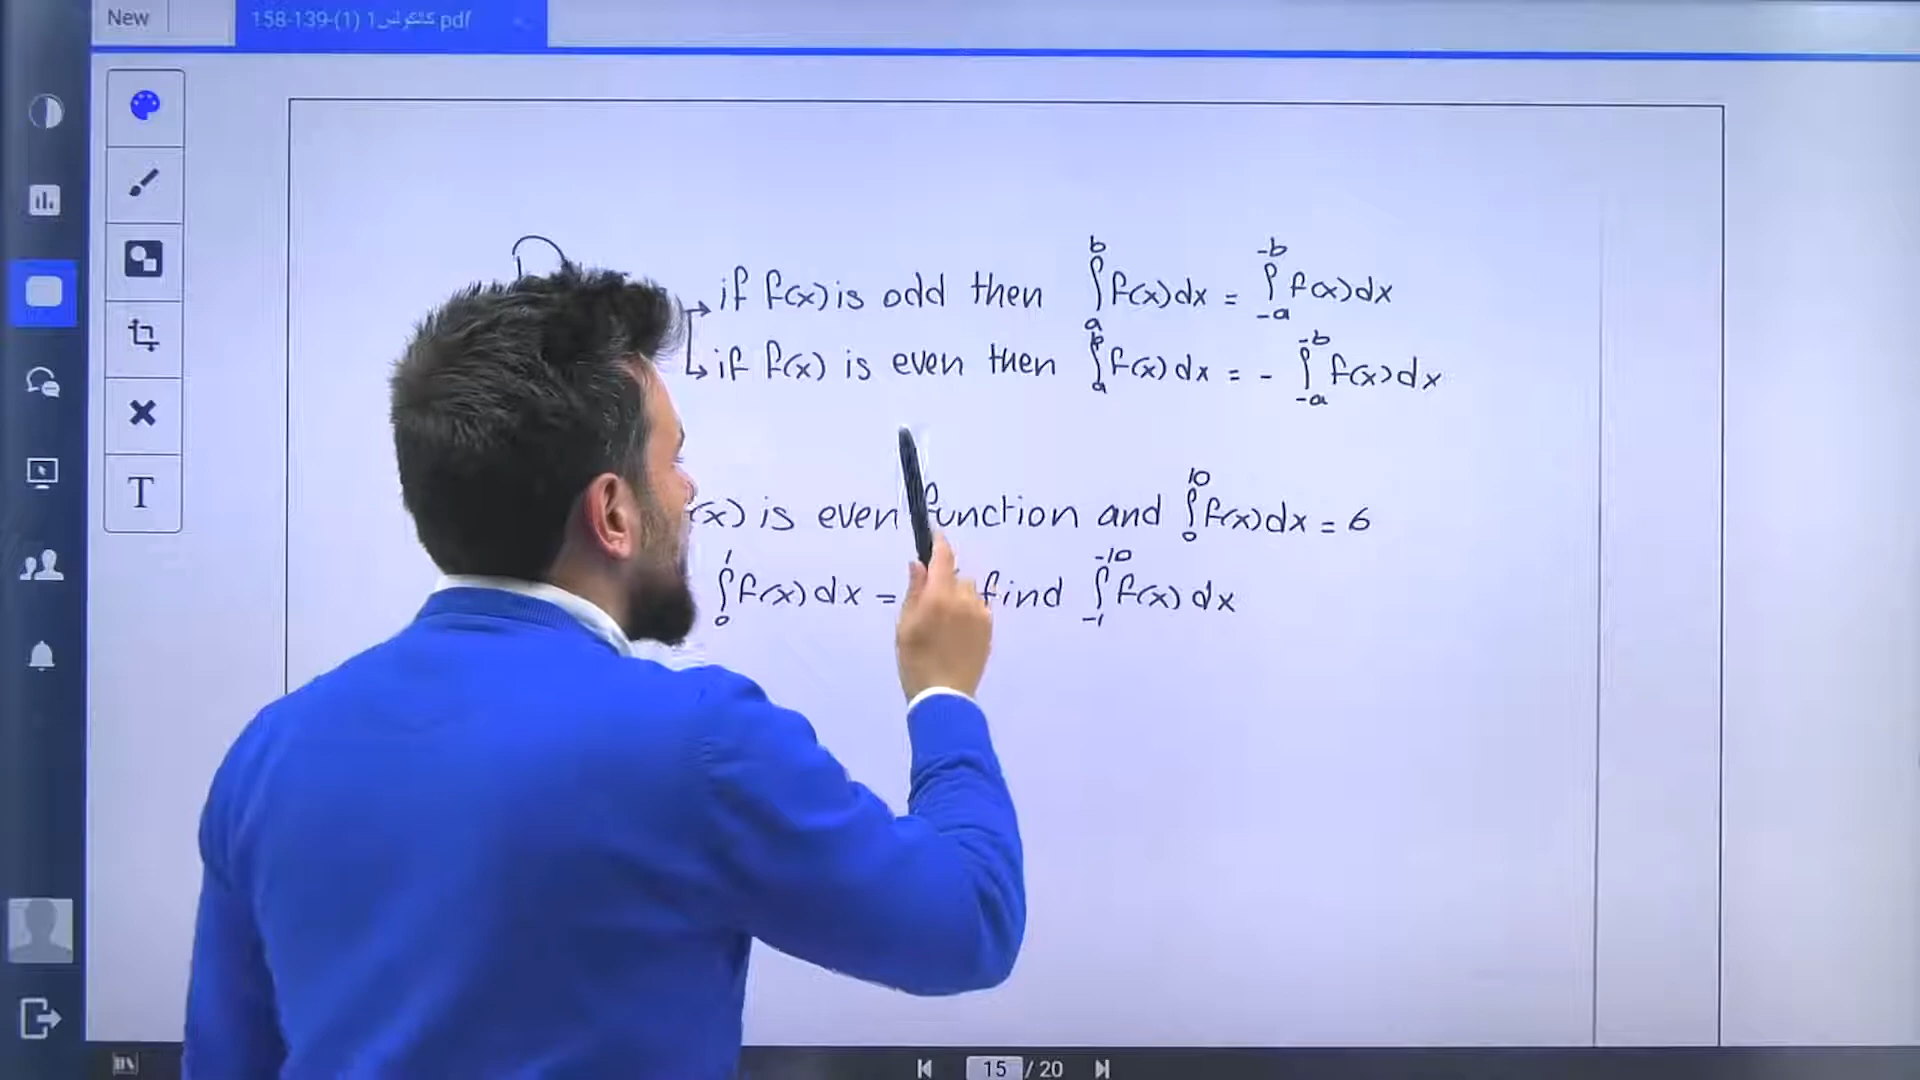 New
158-139-(1) كالكولس1.pdf
if f(x) is odd then ∫_a^b f(x)dx = ∫_{-a}^{-b} f(x)dx
if f(x) is even then ∫_a^b f(x)dx = - ∫_{-a}^{-b} f(x)dx
(x) is even function and ∫_0^10 f(x)dx = 6
∫_0^1 f(x)dx = find ∫_{-1}^{-10} f(x)dx
T
15 / 20